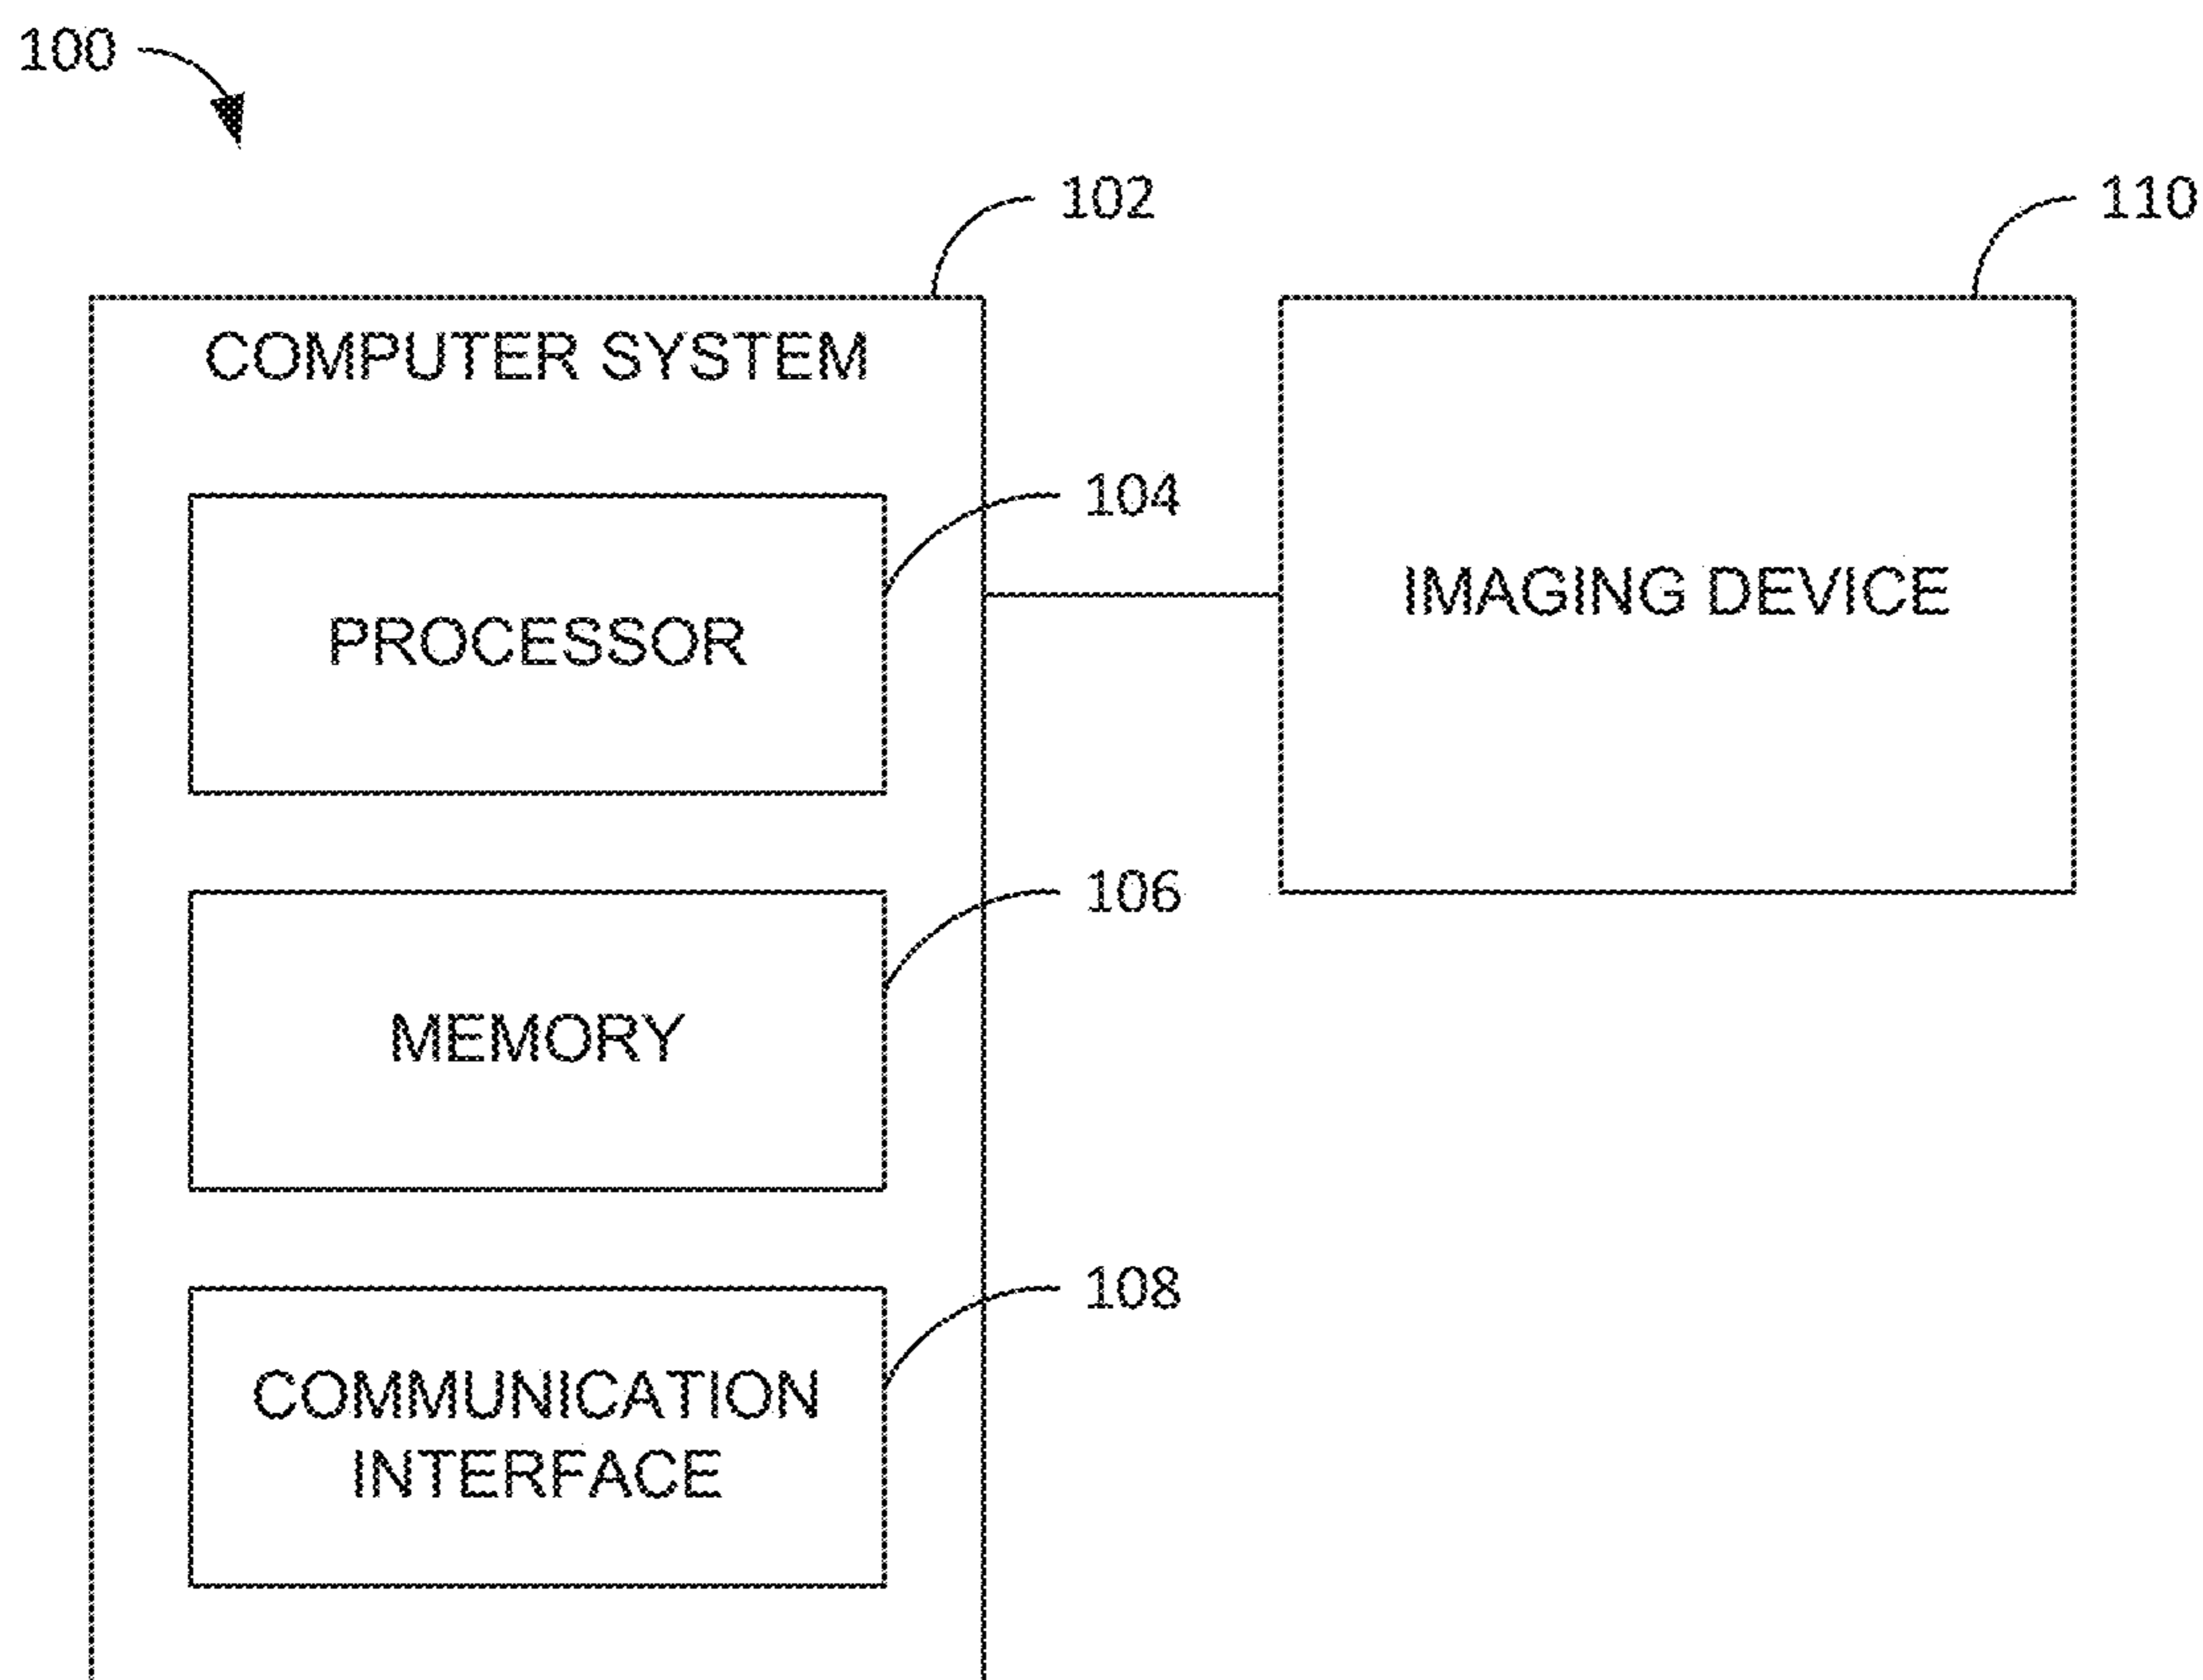 100
102
110
COMPUTER SYSTEM
104
IMAGING DEVICE
PROCESSOR
106
MEMORY
108
COMMUNICATION
INTERFACE